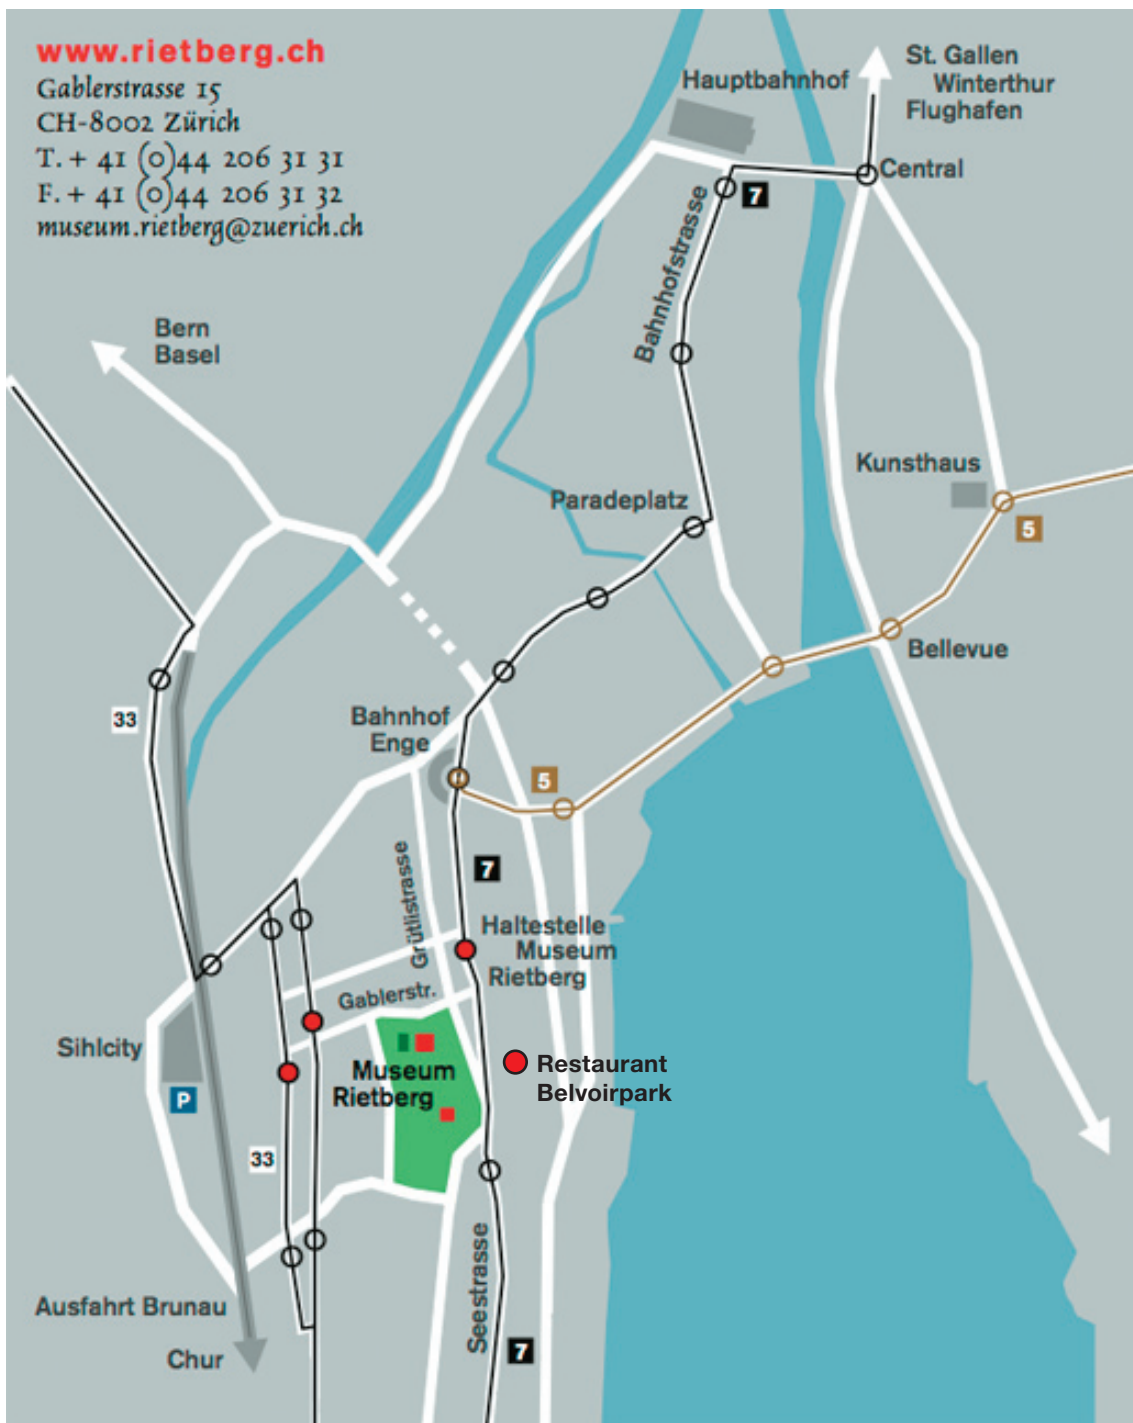 www.rietberg.ch
Gablerstrasse 15
CH-8002 Zürich
T. + 41 (0)44 206 31 31
F. + 41 (0)44 206 31 32
museum.rietberg@zuerich.ch
St. Gallen
Winterthur
Flughafen
Hauptbahnhof
Central
7
Bahnhofstrasse
Bern
Basel
Kunsthaus
Paradeplatz
5
Bellevue
33
Bahnhof
Enge
5
7
Grütlistrasse
Haltestelle
Museum
Rietberg
Gablerstr.
Sihlcity
P
Museum
Rietberg
Restaurant
Belvoirpark
33
Seestrasse
Ausfahrt Brunau
Chur
7